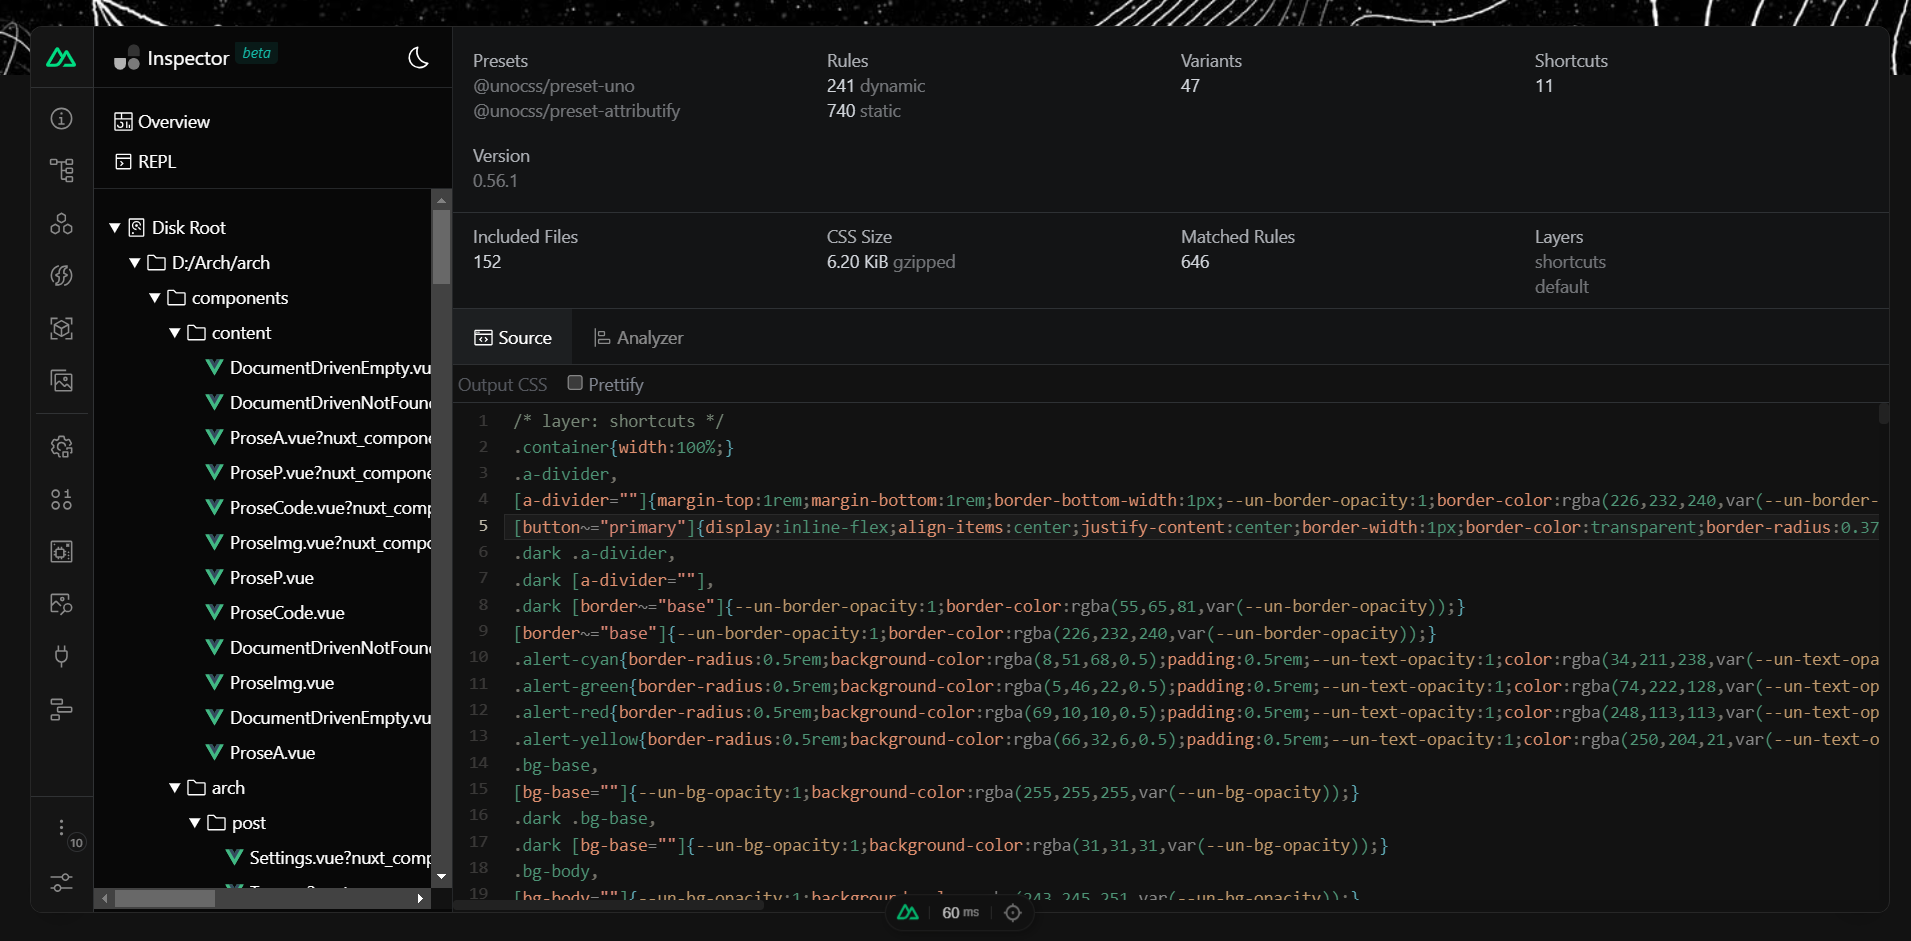 Inspector beta
Overview
REPL
Disk Root
D:/Arch/arch
components
content
DocumentDrivenEmpty.vu
DocumentDrivenNotFoun
ProseA.vue?nuxt_compone
ProseP.vue?nuxt_compone
ProseCode.vue?nuxt_comp
ProseImg.vue?nuxt_compo
ProseP.vue
ProseCode.vue
DocumentDrivenNotFoun
ProseImg.vue
DocumentDrivenEmpty.vu
ProseA.vue
arch
post
Settings.vue?nuxt_comp
10
Presets
@unocss/preset-uno
@unocss/preset-attributify
Rules
241 dynamic
740 static
Variants
47
Shortcuts
11
Version
0.56.1
Included Files
152
CSS Size
6.20 KiB gzipped
Matched Rules
646
Layers
shortcuts
default
Source Analyzer
Output CSS Prettify
1 /* layer: shortcuts */
2 .container{width:100%;}
3 .a-divider,
4 [a-divider=""]{margin-top:1rem;margin-bottom:1rem;border-bottom-width:1px;--un-border-opacity:1;border-color:rgba(226,232,240,var(--un-border-
5 [button~="primary"]{display:inline-flex;align-items:center;justify-content:center;border-width:1px;border-color:transparent;border-radius:0.37
6 .dark .a-divider,
7 .dark [a-divider=""],
8 .dark [border~="base"]{--un-border-opacity:1;border-color:rgba(55,65,81,var(--un-border-opacity));}
9 [border~="base"]{--un-border-opacity:1;border-color:rgba(226,232,240,var(--un-border-opacity));}
10 .alert-cyan{border-radius:0.5rem;background-color:rgba(8,51,68,0.5);padding:0.5rem;--un-text-opacity:1;color:rgba(34,211,238,var(--un-text-opa
11 .alert-green{border-radius:0.5rem;background-color:rgba(5,46,22,0.5);padding:0.5rem;--un-text-opacity:1;color:rgba(74,222,128,var(--un-text-op
12 .alert-red{border-radius:0.5rem;background-color:rgba(69,10,10,0.5);padding:0.5rem;--un-text-opacity:1;color:rgba(248,113,113,var(--un-text-op
13 .alert-yellow{border-radius:0.5rem;background-color:rgba(66,32,6,0.5);padding:0.5rem;--un-text-opacity:1;color:rgba(250,204,21,var(--un-text-o
14 .bg-base,
15 [bg-base=""]{--un-bg-opacity:1;background-color:rgba(255,255,255,var(--un-bg-opacity));}
16 .dark .bg-base,
17 .dark [bg-base=""]{--un-bg-opacity:1;background-color:rgba(31,31,31,var(--un-bg-opacity));}
18 .bg-body,
19 [bg-body=""]{--un-bg-opacity:1;backgroun 243,245,251,var(--un-bg-opacity));}
60 ms